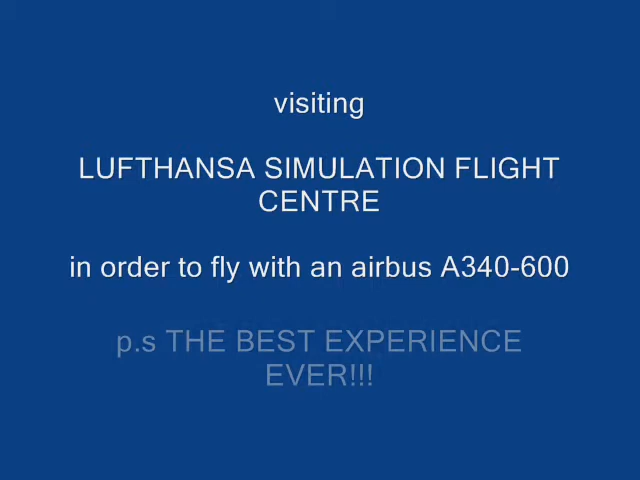 visiting
LUFTHANSA SIMULATION FLIGHT
CENTRE
in order to fly with an airbus A340-600
p.s THE BEST EXPERIENCE
EVER!!!